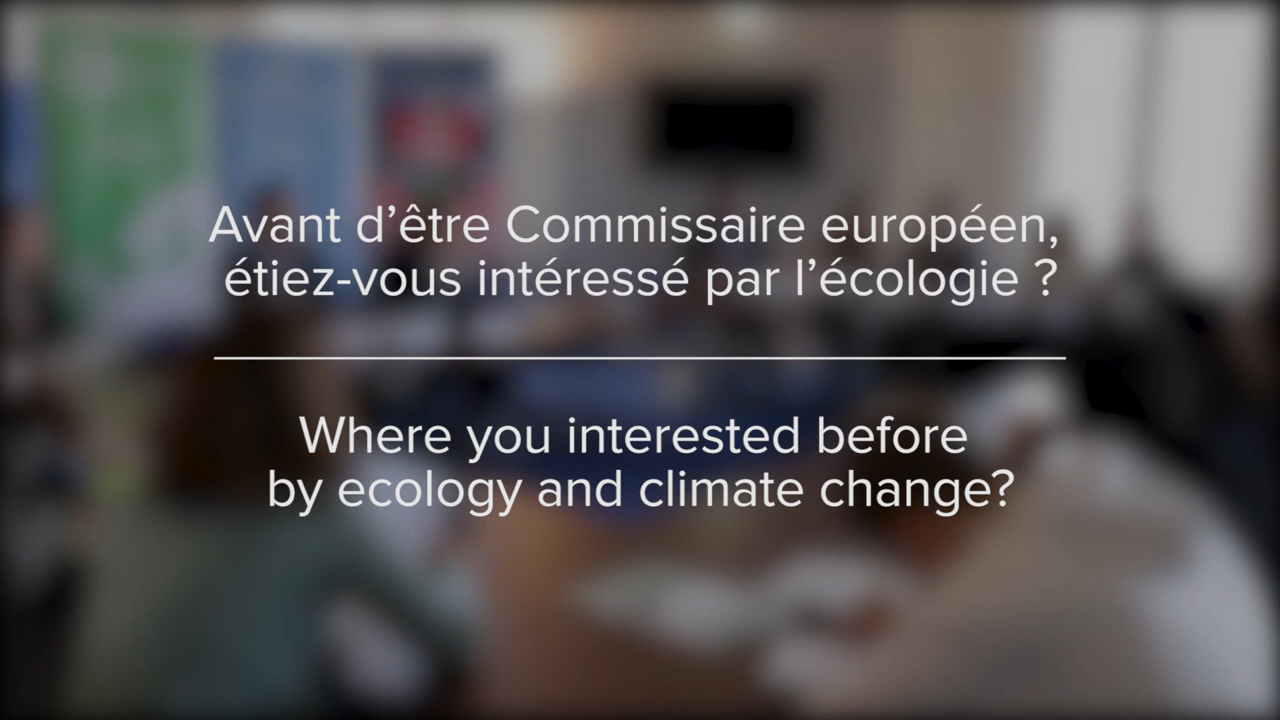 Avant d’être Commissaire européen,
étiez-vous intéressé par l’écologie ?
Where you interested before
by ecology and climate change?